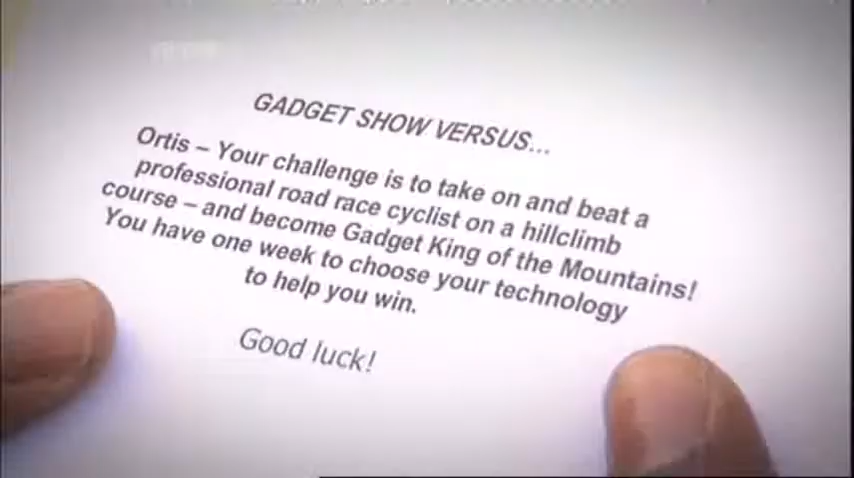 GADGET SHOW VERSUS...
Ortis – Your challenge is to take on and beat a
professional road race cyclist on a hillclimb
course – and become Gadget King of the Mountains!
You have one week to choose your technology
to help you win.
Good luck!